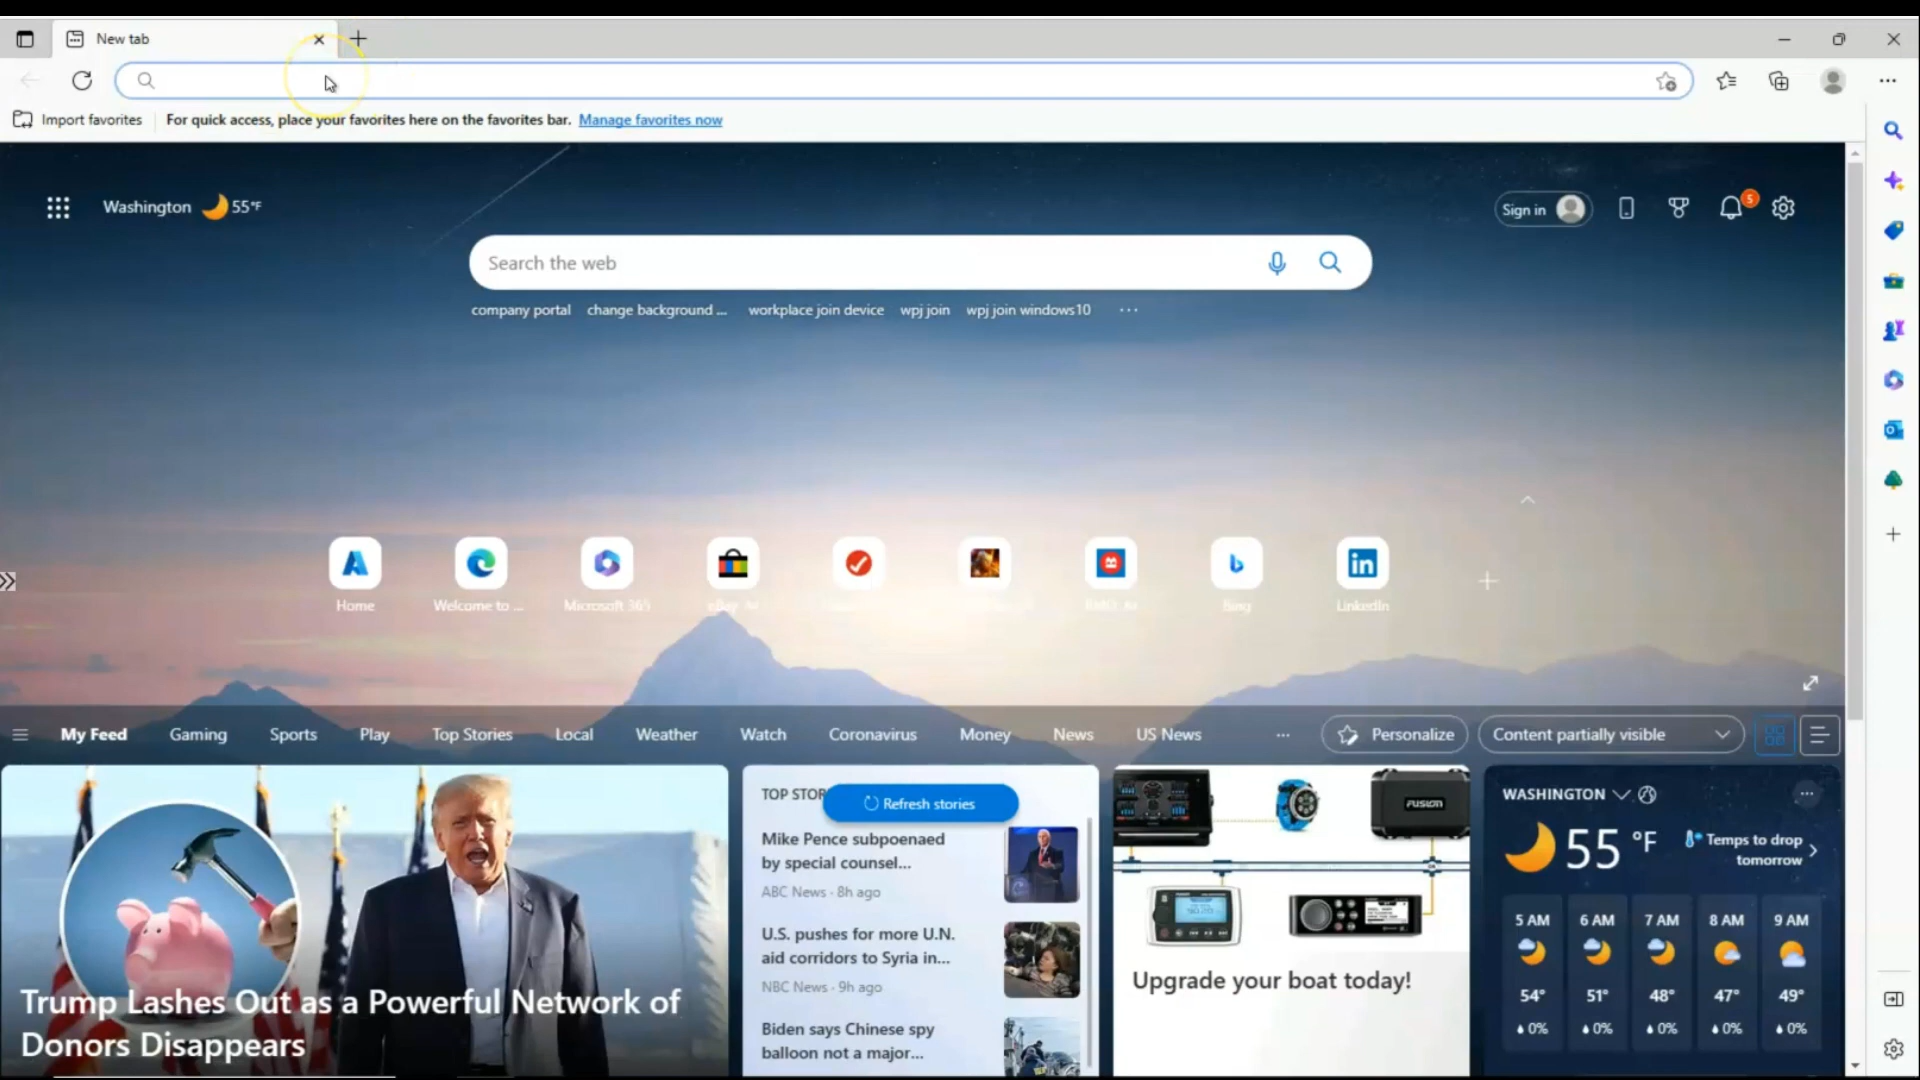 New tab
Import favorites
For quick access, place your favorites here on the favorites bar. Manage favorites now
Washington 55°F
Sign in
5
Search the web
company portal change background ... workplace join device wpj join wpj join windows10 ...
Home Welcome to ... Microsoft 365 eBay Bing LinkedIn
My Feed Gaming Sports Play Top Stories Local Weather Watch Coronavirus Money News US News ... Personalize Content partially visible
Trump Lashes Out as a Powerful Network of
Donors Disappears
TOP STOR
Refresh stories
Mike Pence subpoenaed
by special counsel...
ABC News · 8h ago
U.S. pushes for more U.N.
aid corridors to Syria in...
NBC News · 9h ago
Biden says Chinese spy
balloon not a major...
FUSION
Upgrade your boat today!
WASHINGTON
55 °F
Temps to drop
tomorrow
5 AM 6 AM 7 AM 8 AM 9 AM
54° 51° 48° 47° 49°
0% 0% 0% 0% 0%